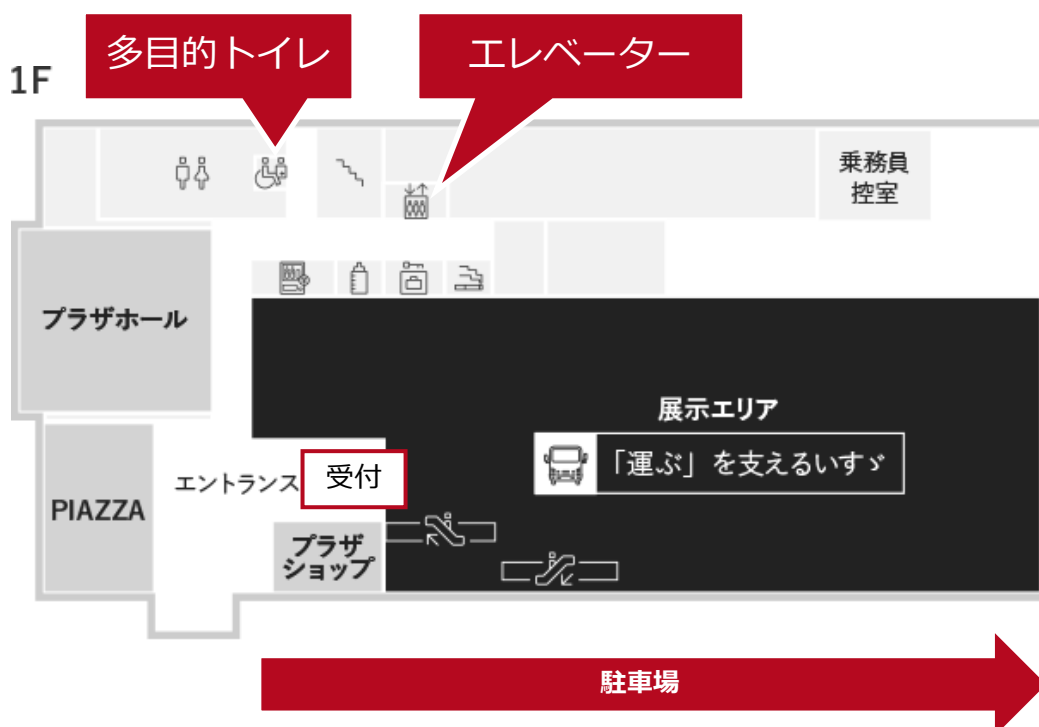 多目的トイレ
エレベーター
1F
乗務員
控室
プラザホール
展示エリア
「運ぶ」を支えるいすゞ
エントランス
受付
PIAZZA
プラザ
ショップ
駐車場